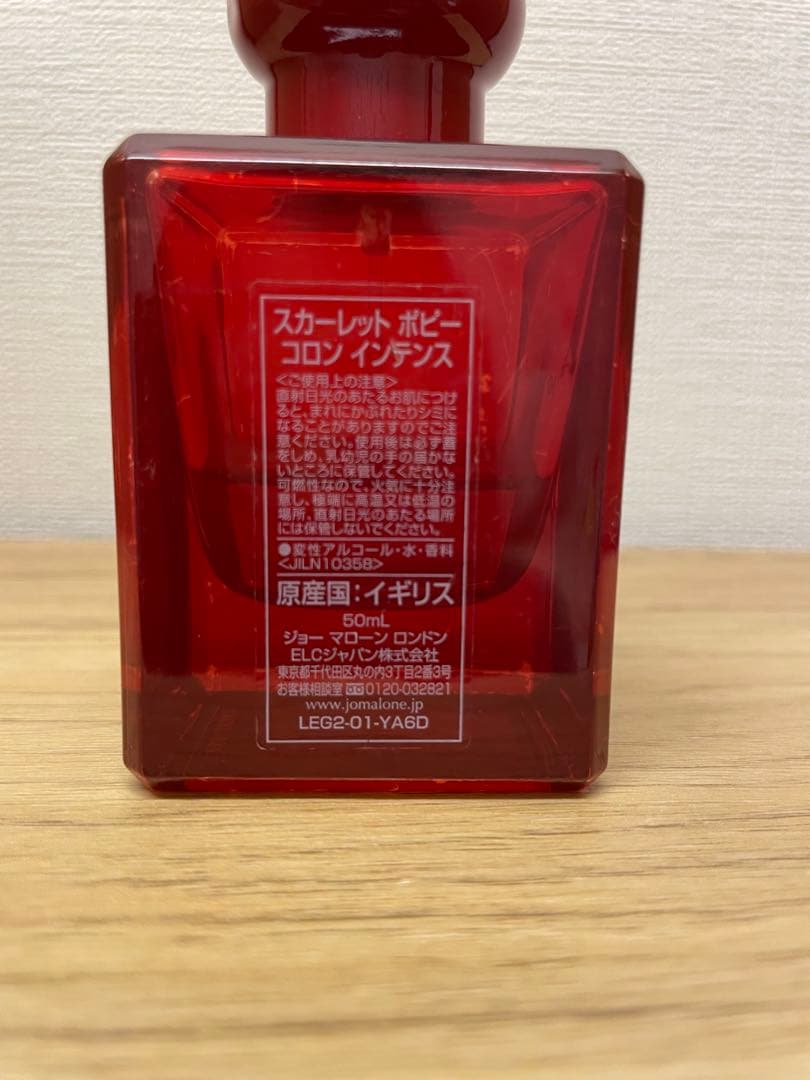 スカーレット ポピー
コロン インテンス
<ご使用上の注意>
直射日光のあたるお肌につけ
ると、まれにかぶれたりシミに
なることがありますのでご注
意ください。使用後は必ず蓋
をしめ、乳幼児の手の届かな
いところに保管してください。
可燃性なので、火気に十分注
意し、極端に高温又は低温の
場所、直射日光のあたる場所
には保管しないでください。
●変性アルコール・水・香料
<JILN10358>
原産国：イギリス
50mL
ジョー マローン ロンドン
ELCジャパン株式会社
東京都千代田区丸の内3丁目2番3号
お客様相談室 0120-032821
www.jomalone.jp
LEG2-01-YA6D